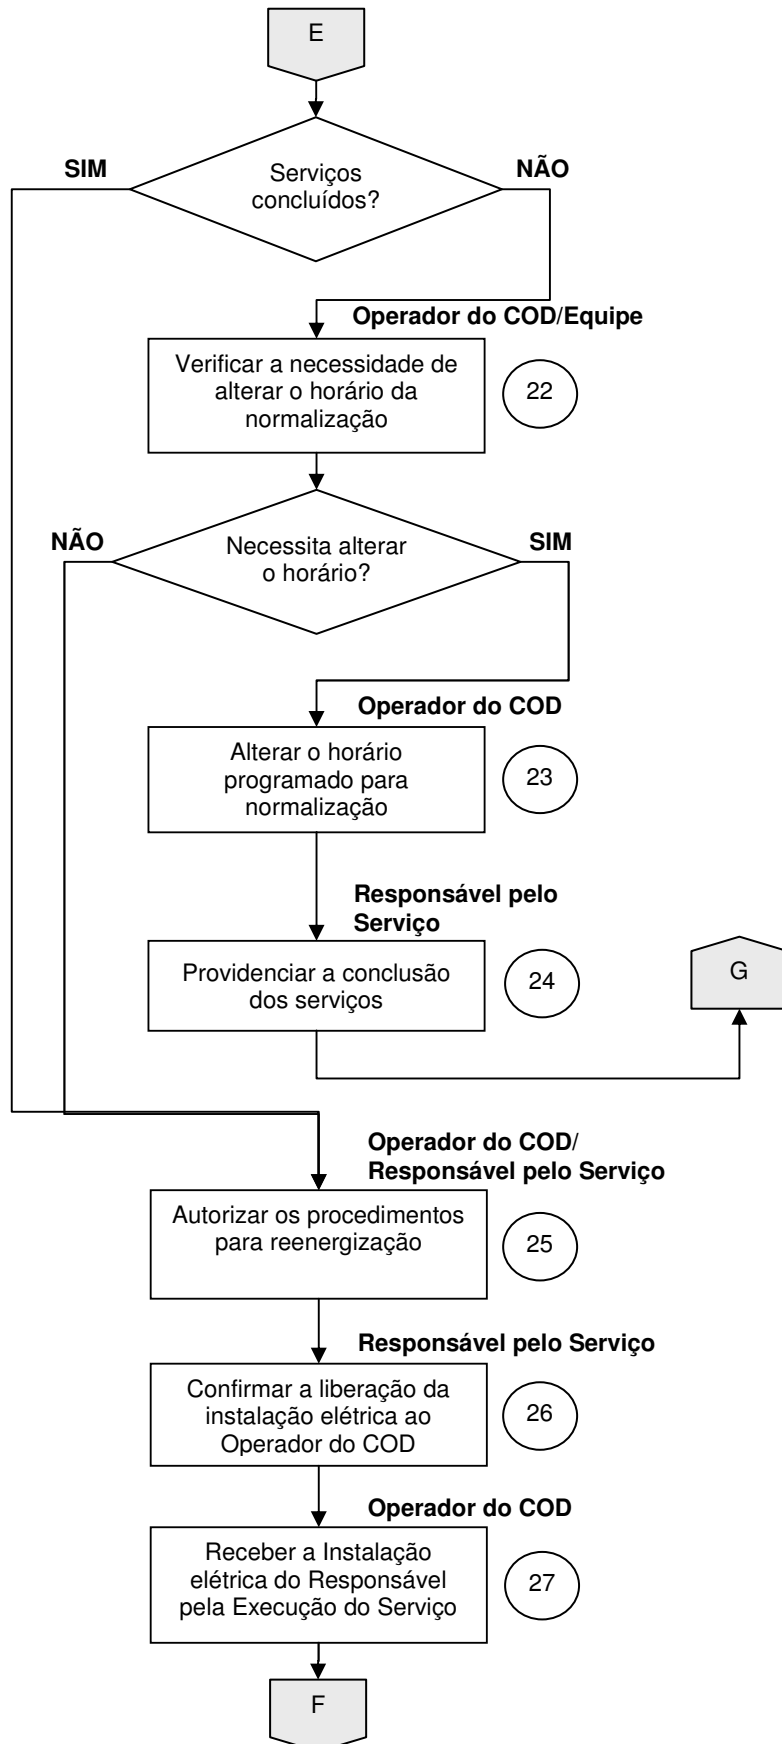 E
Serviços
concluídos?
SIM
NÃO
Operador do COD/Equipe
Verificar a necessidade de
alterar o horário da
normalização
22
Necessita alterar
o horário?
NÃO
SIM
Operador do COD
Alterar o horário
programado para
normalização
23
Responsável pelo
Serviço
Providenciar a conclusão
dos serviços
24
G
Operador do COD/
Responsável pelo Serviço
Autorizar os procedimentos
para reenergização
25
Responsável pelo Serviço
Confirmar a liberação da
instalação elétrica ao
Operador do COD
26
Operador do COD
Receber a Instalação
elétrica do Responsável
pela Execução do Serviço
27
F